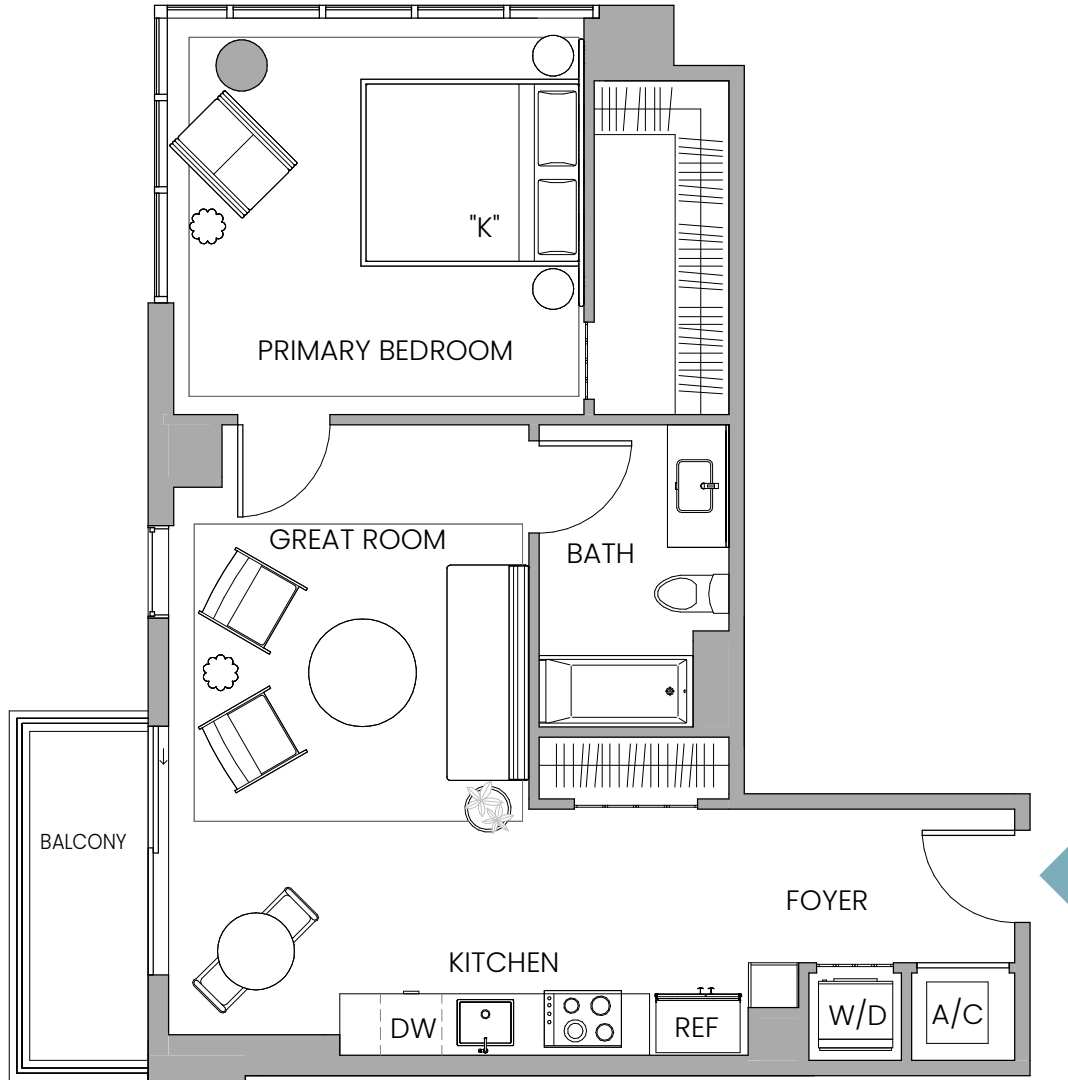 "K"
PRIMARY BEDROOM
GREAT ROOM
BATH
BALCONY
FOYER
KITCHEN
DW
REF
W/D
A/C